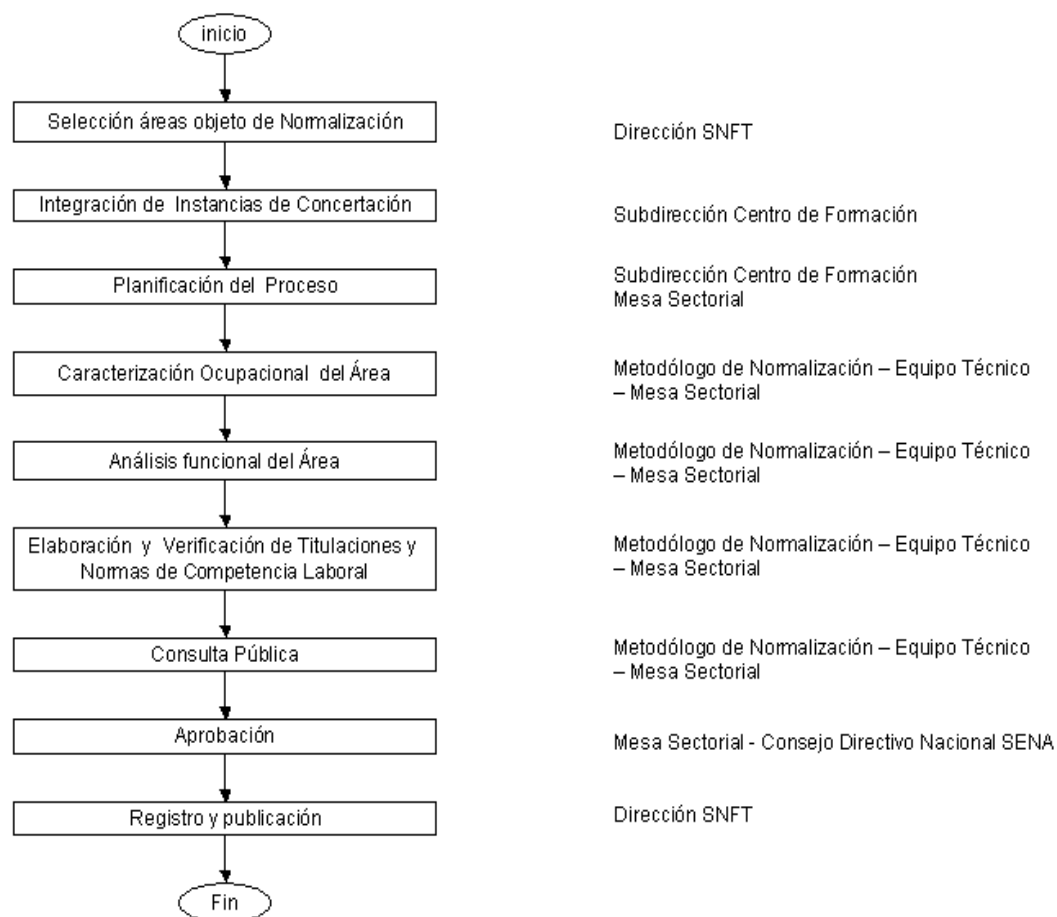 inicio
Selección áreas objeto de Normalización
Dirección SNFT
Integración de Instancias de Concertación
Subdirección Centro de Formación
Planificación del Proceso
Subdirección Centro de Formación
Mesa Sectorial
Caracterización Ocupacional del Área
Metodólogo de Normalización – Equipo Técnico
– Mesa Sectorial
Análisis funcional del Área
Metodólogo de Normalización – Equipo Técnico
– Mesa Sectorial
Elaboración y Verificación de Titulaciones y
Normas de Competencia Laboral
Metodólogo de Normalización – Equipo Técnico
– Mesa Sectorial
Consulta Pública
Metodólogo de Normalización – Equipo Técnico
– Mesa Sectorial
Aprobación
Mesa Sectorial - Consejo Directivo Nacional SENA
Registro y publicación
Dirección SNFT
Fin